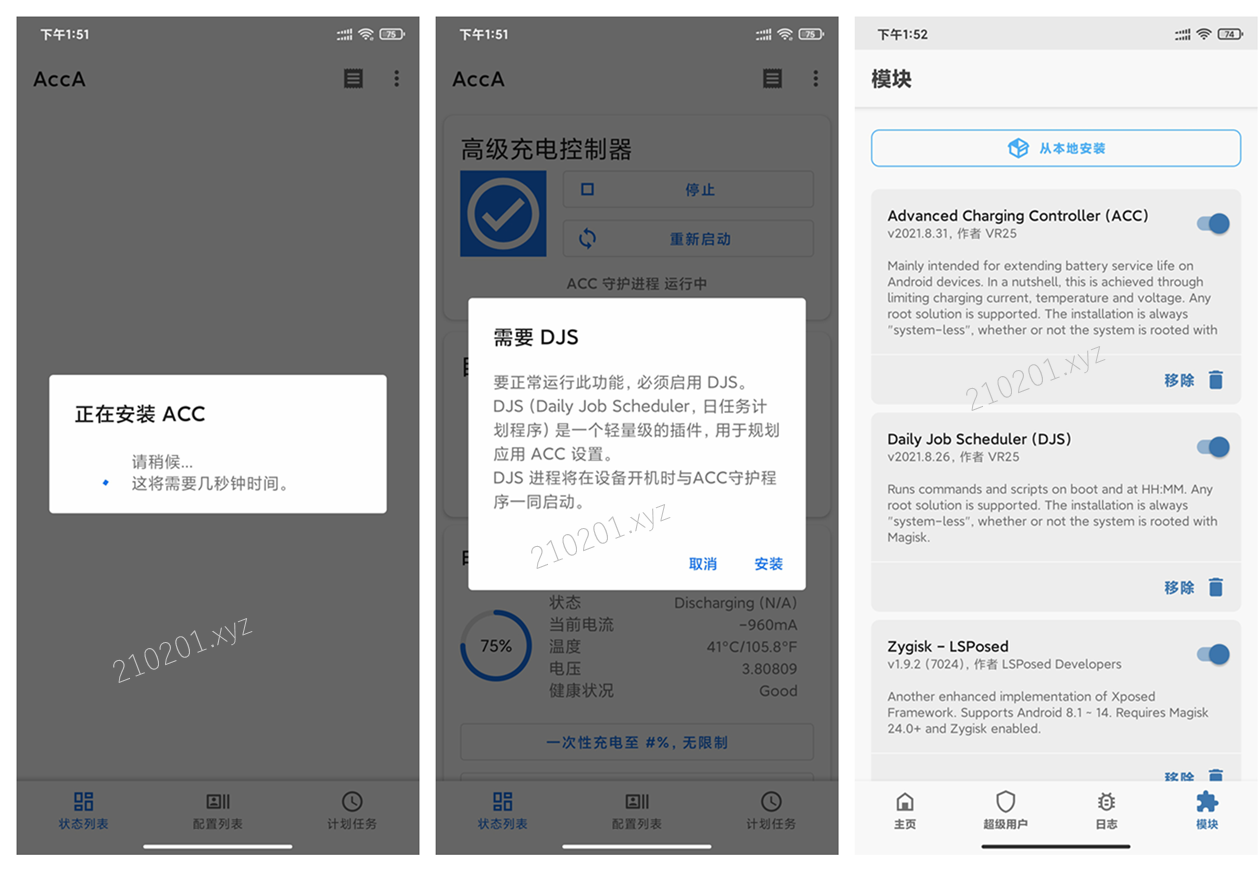 下午1:51
75
AccA
正在安装 ACC
请稍候...
这将需要几秒钟时间。
210201.xyz
状态列表
配置列表
计划任务
下午1:51
75
AccA
高级充电控制器
停止
重新启动
ACC 守护进程 运行中
需要 DJS
要正常运行此功能, 必须启用 DJS。
DJS (Daily Job Scheduler, 日任务计
划程序) 是一个轻量级的插件, 用于规划
应用 ACC 设置。
DJS 进程将在设备开机时与ACC守护程
序一同启动。
210201.xyz
取消
安装
75%
状态
Discharging (N/A)
当前电流
-960mA
温度
41°C/105.8°F
电压
3.80809
健康状况
Good
一次性充电至 #%, 无限制
状态列表
配置列表
计划任务
下午1:52
74
模块
从本地安装
Advanced Charging Controller (ACC)
v2021.8.31, 作者 VR25
Mainly intended for extending battery service life on
Android devices. In a nutshell, this is achieved through
limiting charging current, temperature and voltage. Any
root solution is supported. The installation is always
"system-less", whether or not the system is rooted with
210201.xyz
移除
Daily Job Scheduler (DJS)
v2021.8.26, 作者 VR25
Runs commands and scripts on boot and at HH:MM. Any
root solution is supported. The installation is always
"system-less", whether or not the system is rooted with
Magisk.
移除
Zygisk - LSPosed
v1.9.2 (7024), 作者 LSPosed Developers
Another enhanced implementation of Xposed
Framework. Supports Android 8.1 - 14. Requires Magisk
24.0+ and Zygisk enabled.
移除
主页
超级用户
日志
模块